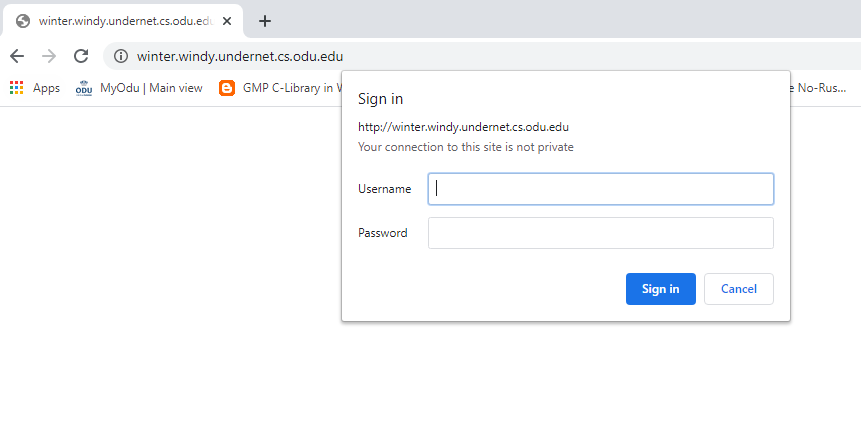 winter.windy.undernet.cs.odu.edu
winter.windy.undernet.cs.odu.edu
Apps ODU MyOdu | Main view GMP C-Library in e No-Rus...
Sign in
http://winter.windy.undernet.cs.odu.edu
Your connection to this site is not private
Username
Password
Sign in Cancel